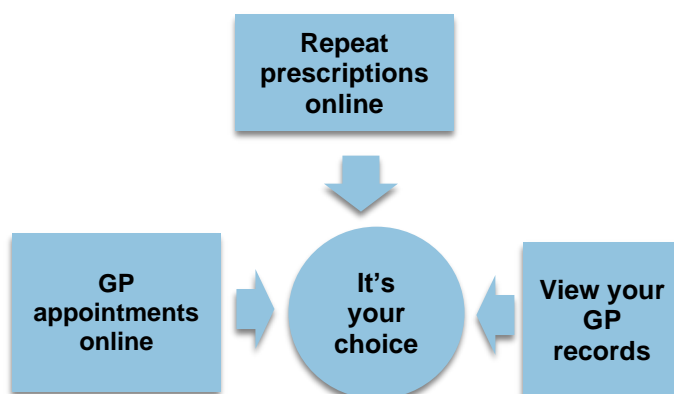 Repeat
prescriptions
online
GP
appointments
online
It's
your
choice
View your
GP
records